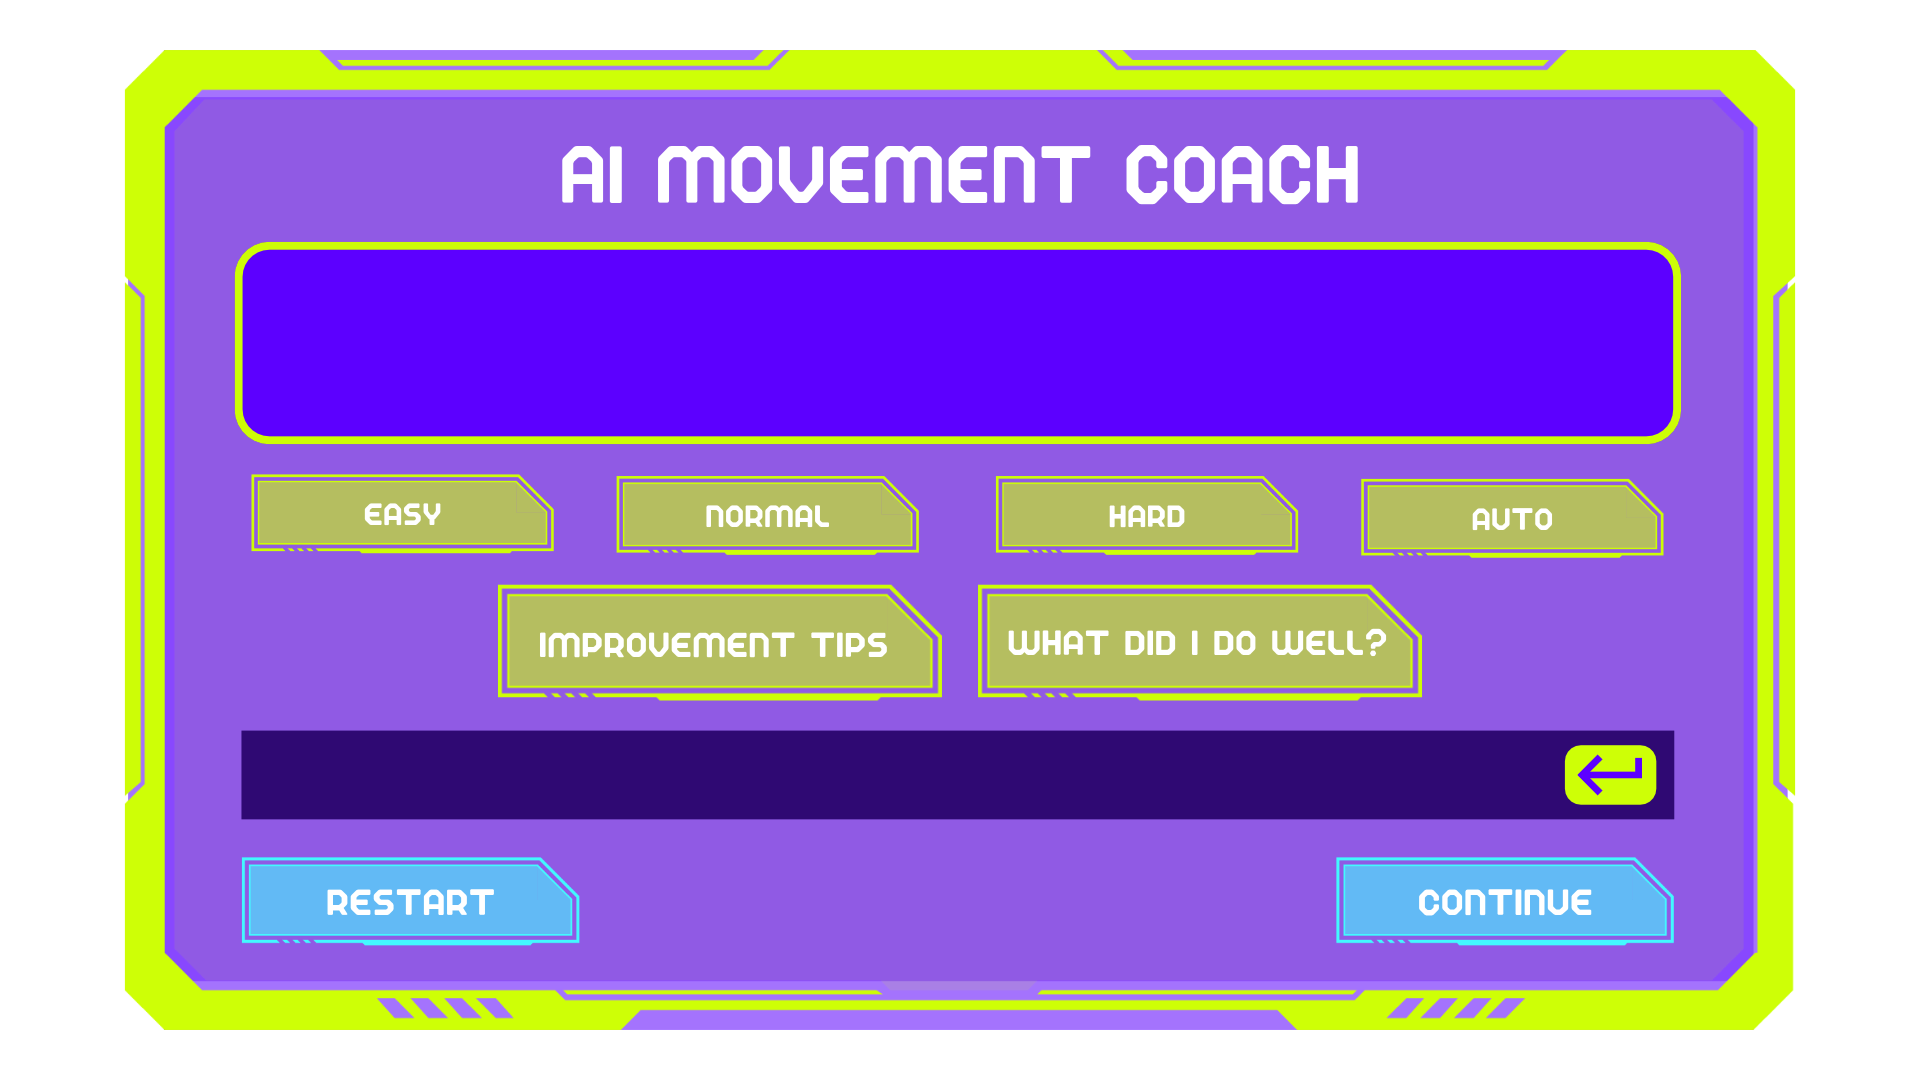 AI MOVEMENT COACH
EASY
NORMAL
HARD
AUTO
IMPROVEMENT TIPS
WHAT DID I DO WELL?
RESTART
CONTINUE